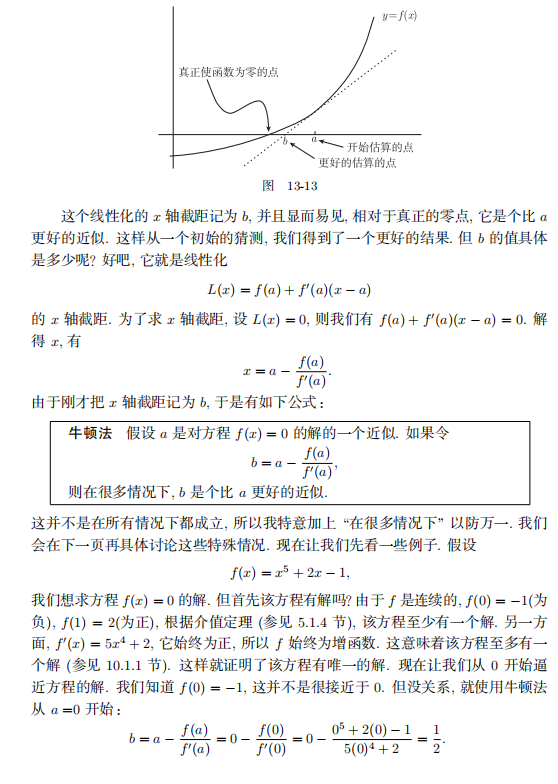 y=f(x)
真正使函数为零的点
b
a
开始估算的点
更好的估算的点
图 13-13
这个线性化的 x 轴截距记为 b, 并且显而易见, 相对于真正的零点, 它是个比 a
更好的近似. 这样从一个初始的猜测, 我们得到了一个更好的结果. 但 b 的值具体
是多少呢? 好吧, 它就是线性化
L(x) = f(a) + f′(a)(x − a)
的 x 轴截距. 为了求 x 轴截距, 设 L(x) = 0, 则我们有 f(a) + f′(a)(x − a) = 0. 解
得 x, 有
x = a − f(a)/f′(a).
由于刚才把 x 轴截距记为 b, 于是有如下公式:
牛顿法 假设 a 是对方程 f(x) = 0 的解的一个近似. 如果令
b = a − f(a)/f′(a),
则在很多情况下, b 是个比 a 更好的近似.
这并不是在所有情况下都成立, 所以我特意加上 “在很多情况下” 以防万一. 我们
会在下一页再具体讨论这些特殊情况. 现在让我们先看一些例子. 假设
f(x) = x⁵ + 2x − 1,
我们想求方程 f(x) = 0 的解. 但首先该方程有解吗? 由于 f 是连续的, f(0) = −1(为
负), f(1) = 2(为正), 根据介值定理 (参见 5.1.4 节), 该方程至少有一个解. 另一方
面, f′(x) = 5x⁴ + 2, 它始终为正, 所以 f 始终为增函数. 这意味着该方程至多有一
个解 (参见 10.1.1 节). 这样就证明了该方程有唯一的解. 现在让我们从 0 开始逼
近方程的解. 我们知道 f(0) = −1, 这并不是很接近于 0. 但没关系, 就使用牛顿法
从 a =0 开始:
b = a − f(a)/f′(a) = 0 − f(0)/f′(0) = 0 − (0⁵ + 2(0) − 1)/(5(0)⁴ + 2) = 1/2.